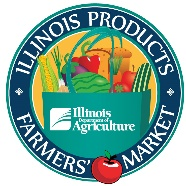 ILLINOIS PRODUCTS
Illinois
Department of
Agriculture
FARMERS' MARKET